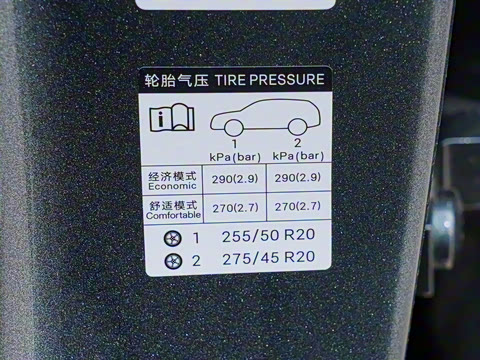 轮胎气压 TIRE PRESSURE
i
1 2
kPa(bar) kPa(bar)
经济模式 290(2.9) 290(2.9)
Economic
舒适模式 270(2.7) 270(2.7)
Comfortable
1 255/50 R20
2 275/45 R20